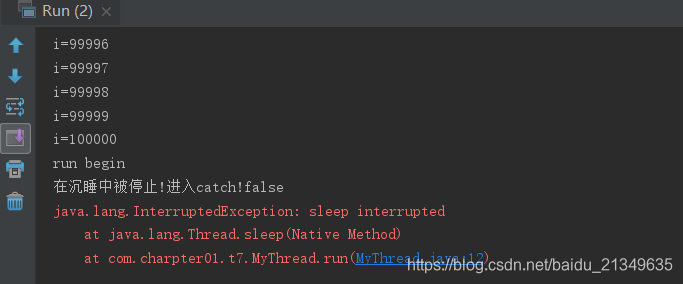 Run (2)
i=99996
i=99997
i=99998
i=99999
i=100000
run begin
在沉睡中被停止!进入catch!false
java.lang.InterruptedException: sleep interrupted
at java.lang.Thread.sleep(Native Method)
at com.charpter01.t7.MyThread.run(MyThread.java:12)
https://blog.csdn.net/baidu_21349635